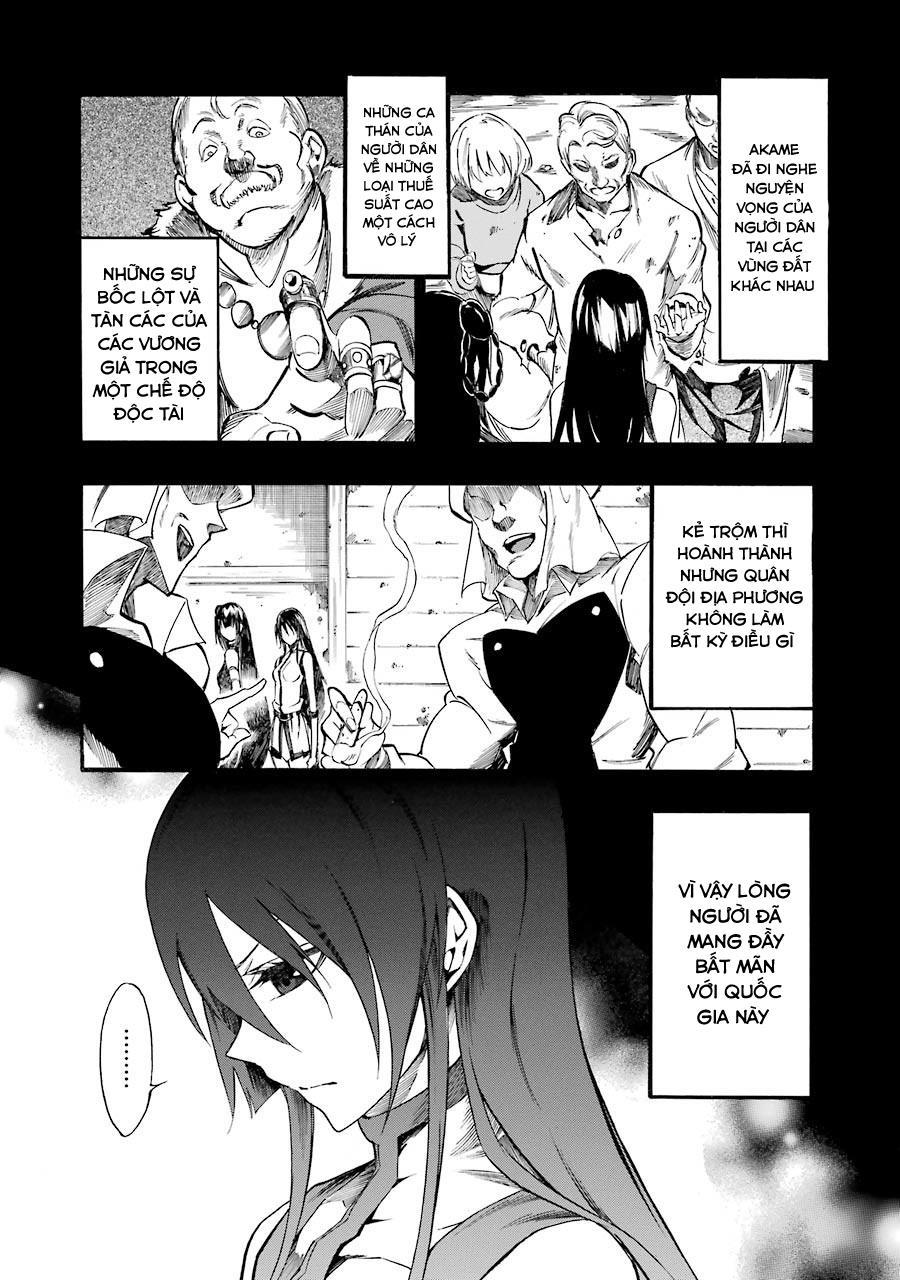 AKAME
ĐÃ ĐI NGHE
NGUYỆN
VỌNG CỦA
NGƯỜI DÂN
TẠI CÁC
VÙNG ĐẤT
KHÁC NHAU
NHỮNG CA
THÁN CỦA
NGƯỜI DÂN
VỀ NHỮNG
LOẠI THUẾ
SUẤT CAO
MỘT CÁCH
VÔ LÝ
NHỮNG SỰ
BỐC LỘT VÀ
TÀN CÁC CỦA
CÁC VƯƠNG
GIẢ TRONG
MỘT CHẾ ĐỘ
ĐỘC TÀI
KẺ TRỘM THÌ
HOÀNH THÀNH
NHƯNG QUÂN
ĐỘI ĐỊA PHƯƠNG
KHÔNG LÀM
BẤT KỲ ĐIỀU GÌ
VÌ VẬY LÒNG
NGƯỜI ĐÃ
MANG ĐẦY
BẤT MÃN
VỚI QUỐC
GIA NÀY
.........